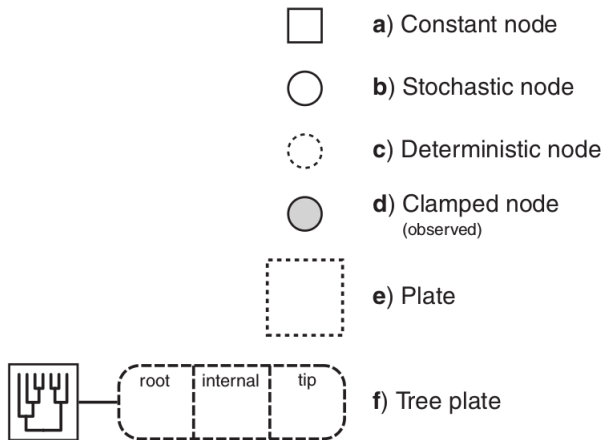 a) Constant node
b) Stochastic node
c) Deterministic node
d) Clamped node
(observed)
e) Plate
root internal tip
f) Tree plate